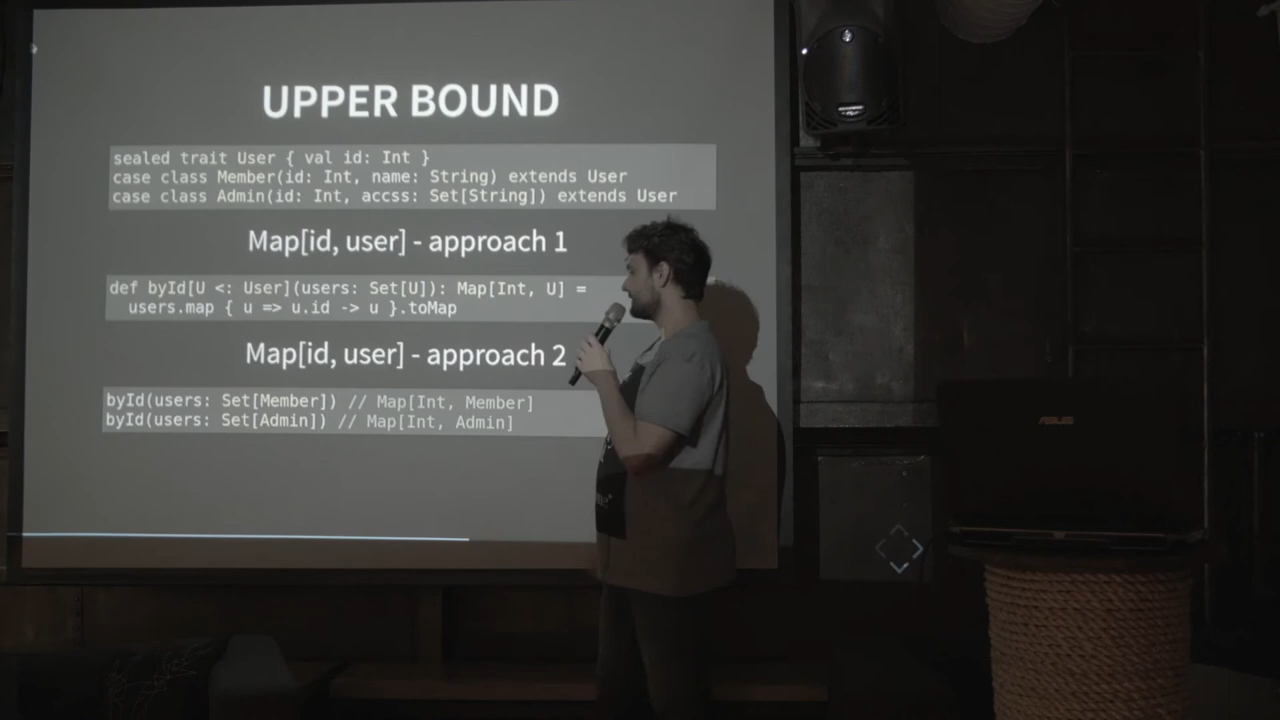 UPPER BOUND
sealed trait User { val id: Int }
case class Member(id: Int, name: String) extends User
case class Admin(id: Int, accss: Set[String]) extends User
Map[id, user] - approach 1
def byId[U <: User](users: Set[U]): Map[Int, U] =
users.map { u => u.id -> u }.toMap
Map[id, user] - approach 2
byId(users: Set[Member]) // Map[Int, Member]
byId(users: Set[Admin]) // Map[Int, Admin]
ASUS